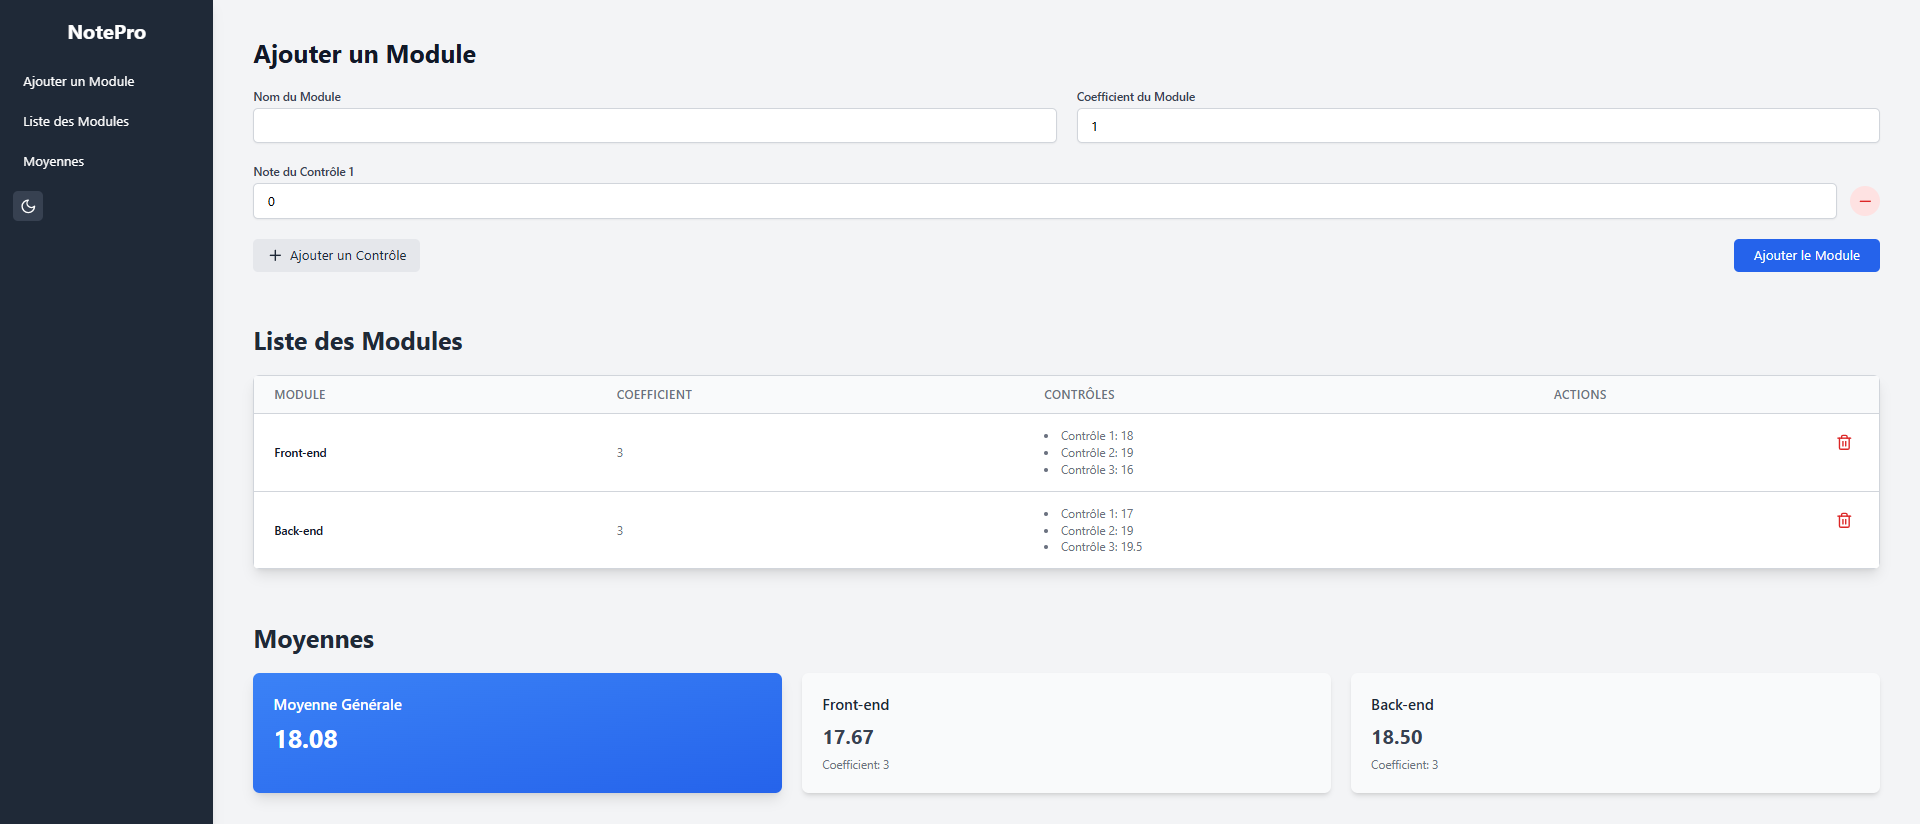 NotePro
Ajouter un Module
Liste des Modules
Moyennes
Ajouter un Module
Nom du Module
Coefficient du Module
1
Note du Contrôle 1
0
Ajouter un Contrôle
Ajouter le Module
Liste des Modules
MODULE COEFFICIENT CONTRÔLES ACTIONS
Front-end 3
• Contrôle 1: 18
• Contrôle 2: 19
• Contrôle 3: 16
Back-end 3
• Contrôle 1: 17
• Contrôle 2: 19
• Contrôle 3: 19.5
Moyennes
Moyenne Générale
18.08
Front-end
17.67
Coefficient: 3
Back-end
18.50
Coefficient: 3